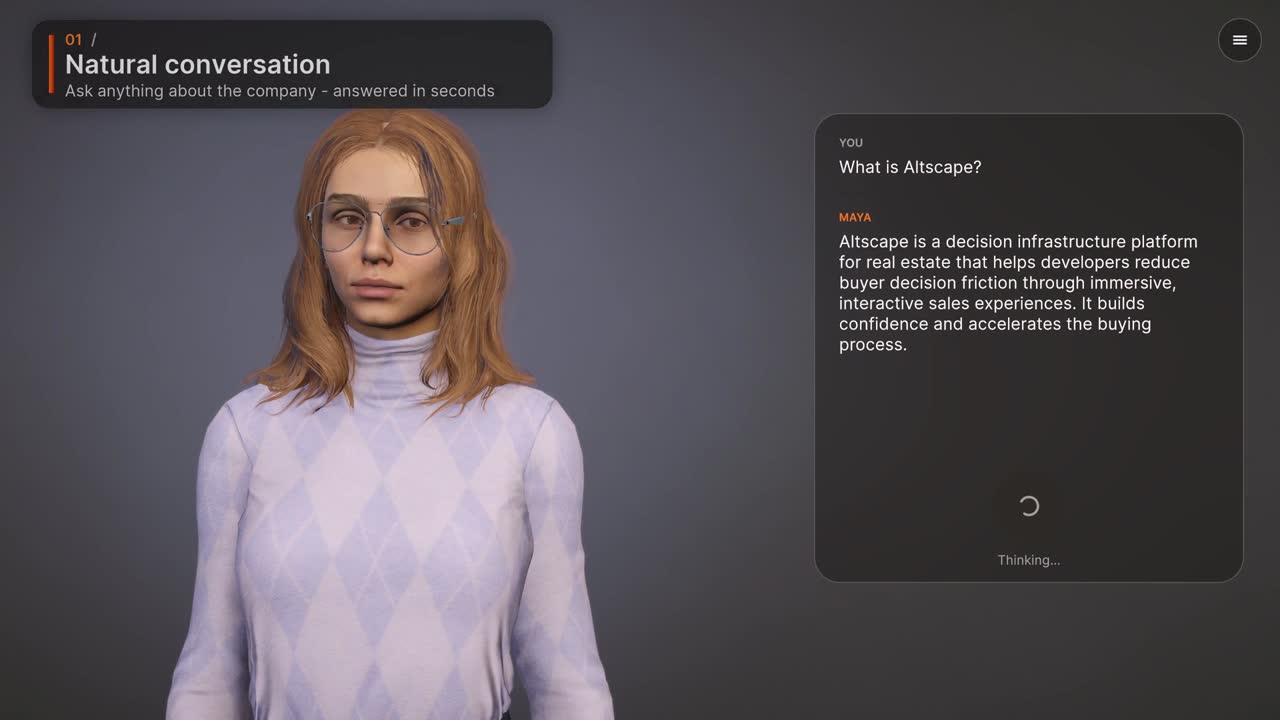 01 /
Natural conversation
Ask anything about the company - answered in seconds
YOU
What is Altscape?
MAYA
Altscape is a decision infrastructure platform
for real estate that helps developers reduce
buyer decision friction through immersive,
interactive sales experiences. It builds
confidence and accelerates the buying
process.
Thinking...